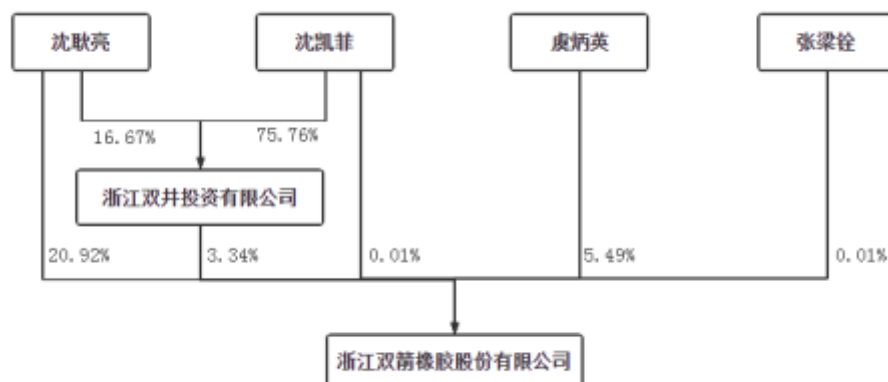 沈耿亮
沈凯菲
虞炳英
张梁铨
16.67%
75.76%
浙江双井投资有限公司
20.92%
3.34%
0.01%
5.49%
0.01%
浙江双箭橡胶股份有限公司